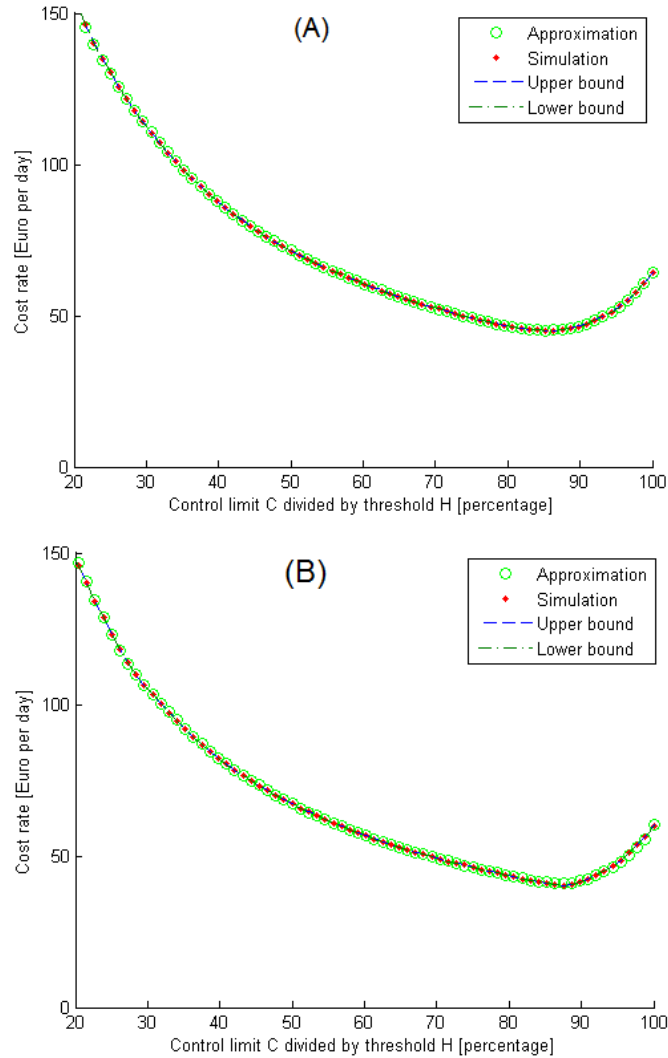 (A)
Approximation
Simulation
Upper bound
Lower bound
Cost rate [Euro per day]
150
100
50
0
20 30 40 50 60 70 80 90 100
Control limit C divided by threshold H [percentage]
(B)
Approximation
Simulation
Upper bound
Lower bound
Cost rate [Euro per day]
150
100
50
0
20 30 40 50 60 70 80 90 100
Control limit C divided by threshold H [percentage]